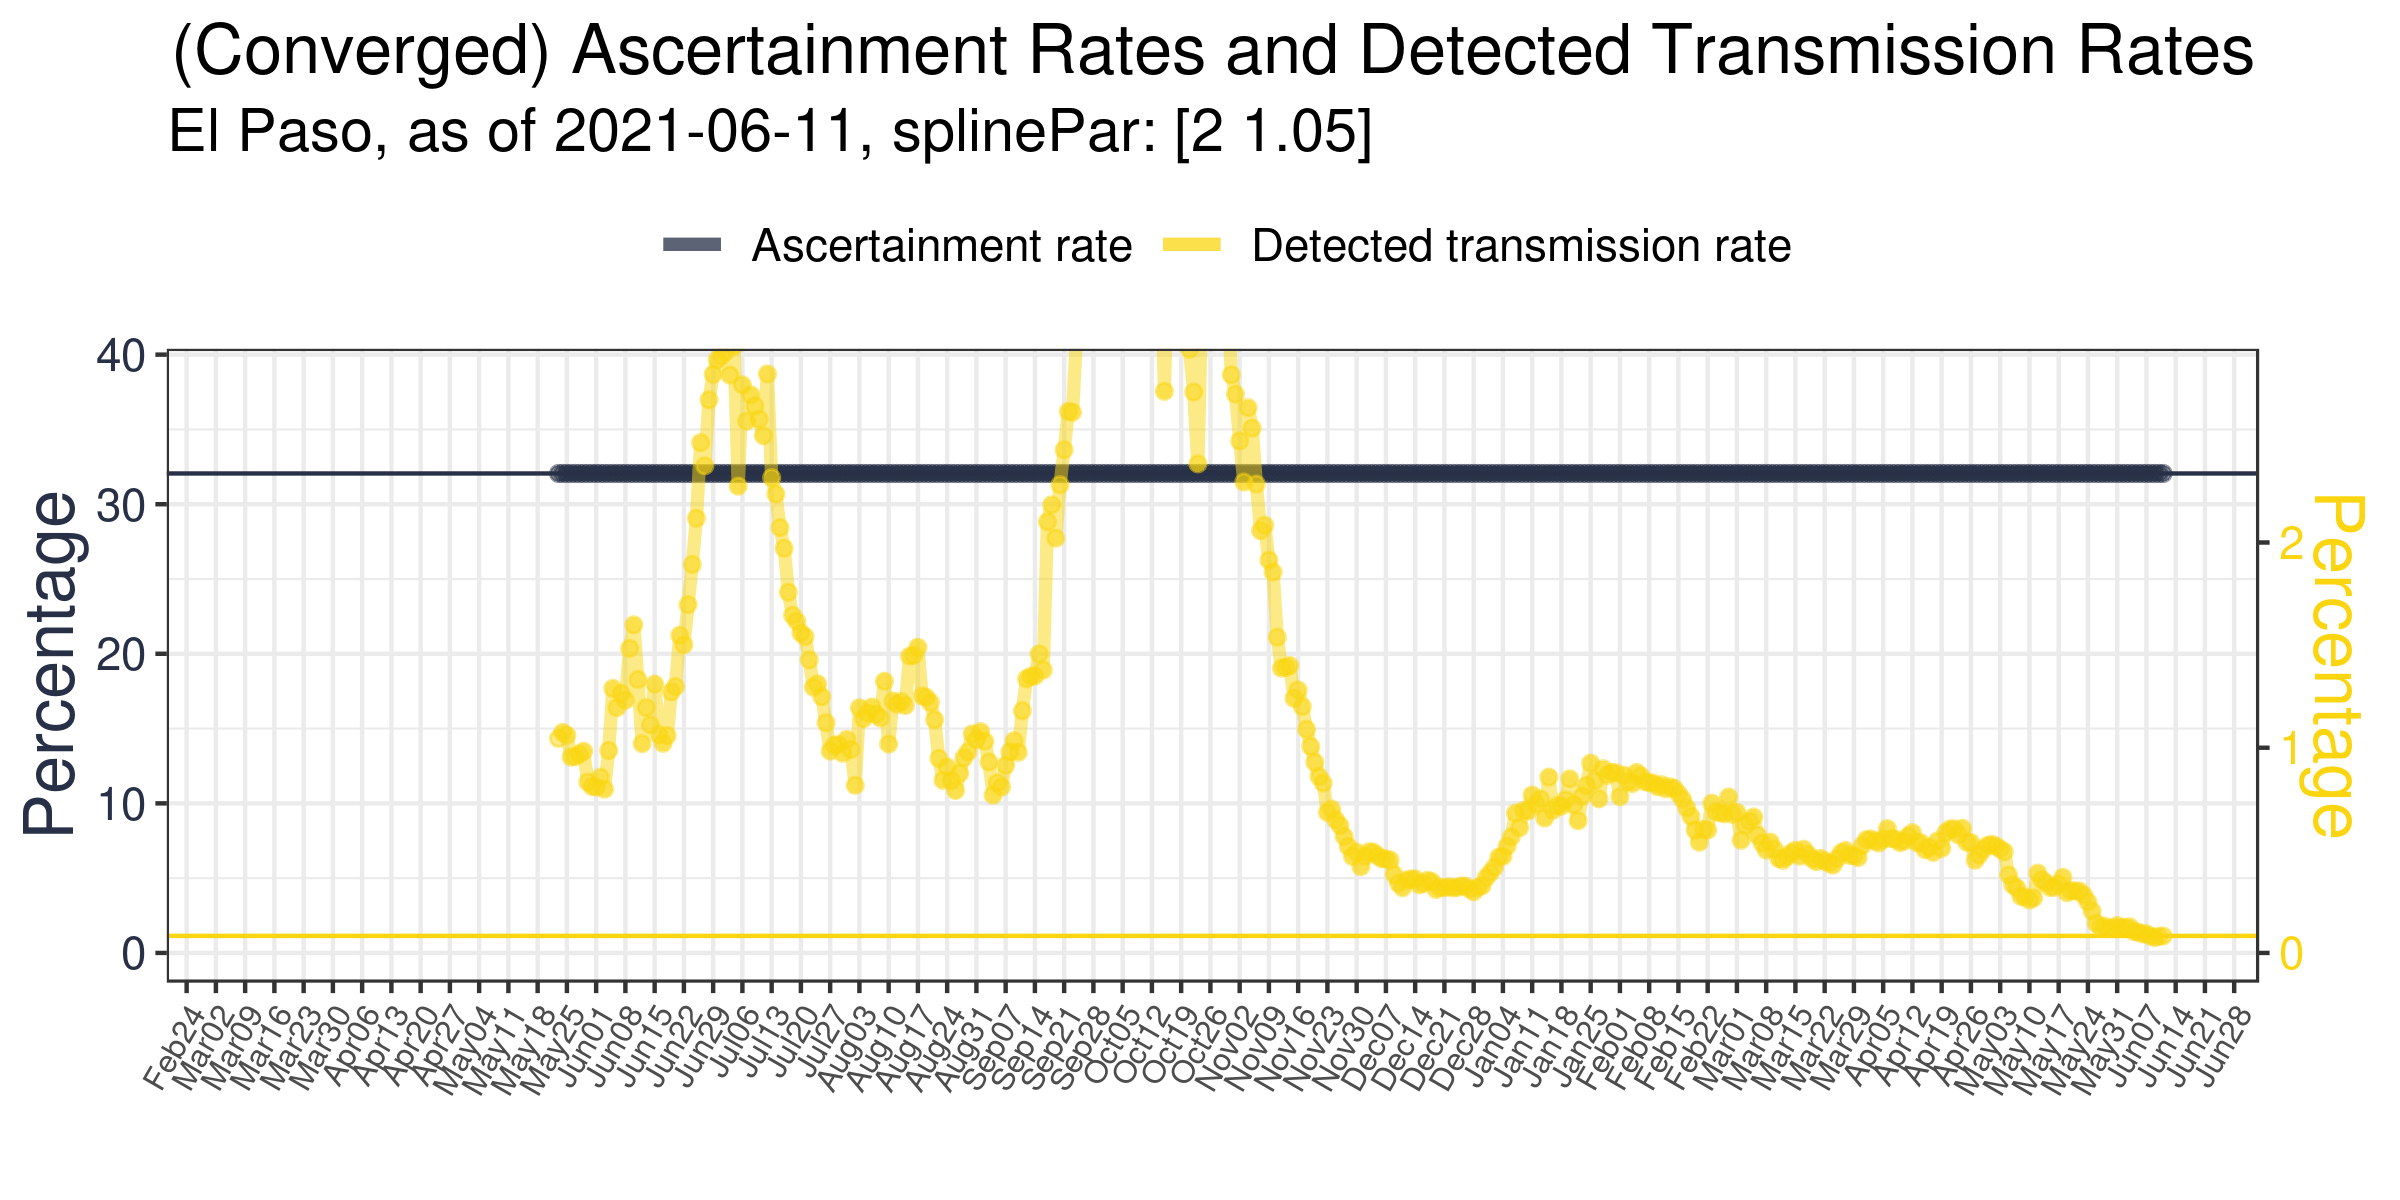 (Converged) Ascertainment Rates and Detected Transmission Rates
El Paso, as of 2021-06-11, splinePar: [2 1.05]
Ascertainment rate Detected transmission rate
Percentage
40
30
20
10
0
2
1
0
Percentage
Feb24 Mar02 Mar09 Mar16 Mar23 Mar30 Apr06 Apr13 Apr20 Apr27 May04 May11 May18 May25 Jun01 Jun08 Jun15 Jun22 Jun29 Jul06 Jul13 Jul20 Jul27 Aug03 Aug10 Aug17 Aug24 Aug31 Sep07 Sep14 Sep21 Sep28 Oct05 Oct12 Oct19 Oct26 Nov02 Nov09 Nov16 Nov23 Nov30 Dec07 Dec14 Dec21 Dec28 Jan04 Jan11 Jan18 Jan25 Feb01 Feb08 Feb15 Feb22 Mar01 Mar08 Mar15 Mar22 Mar29 Apr05 Apr12 Apr19 Apr26 May03 May10 May17 May24 May31 Jun07 Jun14 Jun21 Jun28